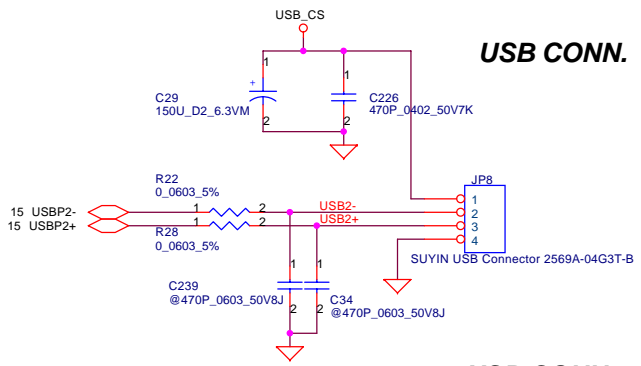 USB_CS
USB CONN.
1
1
+
C29
150U_D2_6.3VM
C226
470P_0402_50V7K
2
2
R22
0_0603_5%
JP8
1
15 USBP2-
1
2
USB2-
2
15 USBP2+
1
2
USB2+
3
R28
0_0603_5%
4
SUYIN USB Connector 2569A-04G3T-B
1
1
C239
@470P_0603_50V8J
C34
@470P_0603_50V8J
2
2